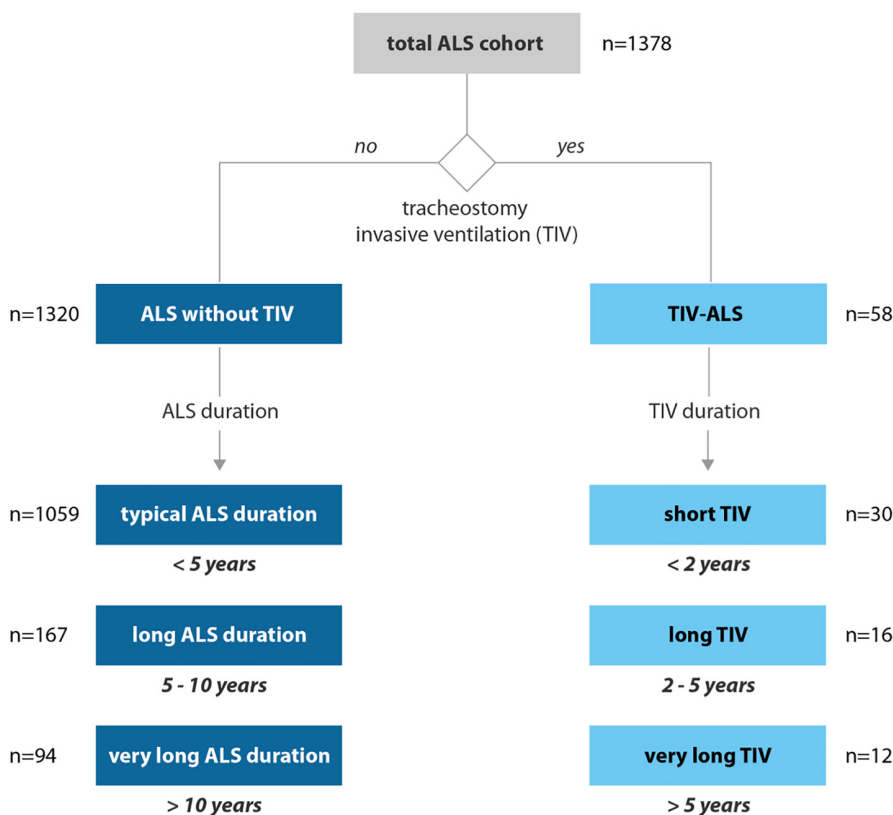 total ALS cohort n=1378
no yes
tracheostomy
invasive ventilation (TIV)
n=1320 ALS without TIV TIV-ALS n=58
ALS duration TIV duration
n=1059 typical ALS duration short TIV n=30
< 5 years < 2 years
n=167 long ALS duration long TIV n=16
5 - 10 years 2 - 5 years
n=94 very long ALS duration very long TIV n=12
> 10 years > 5 years